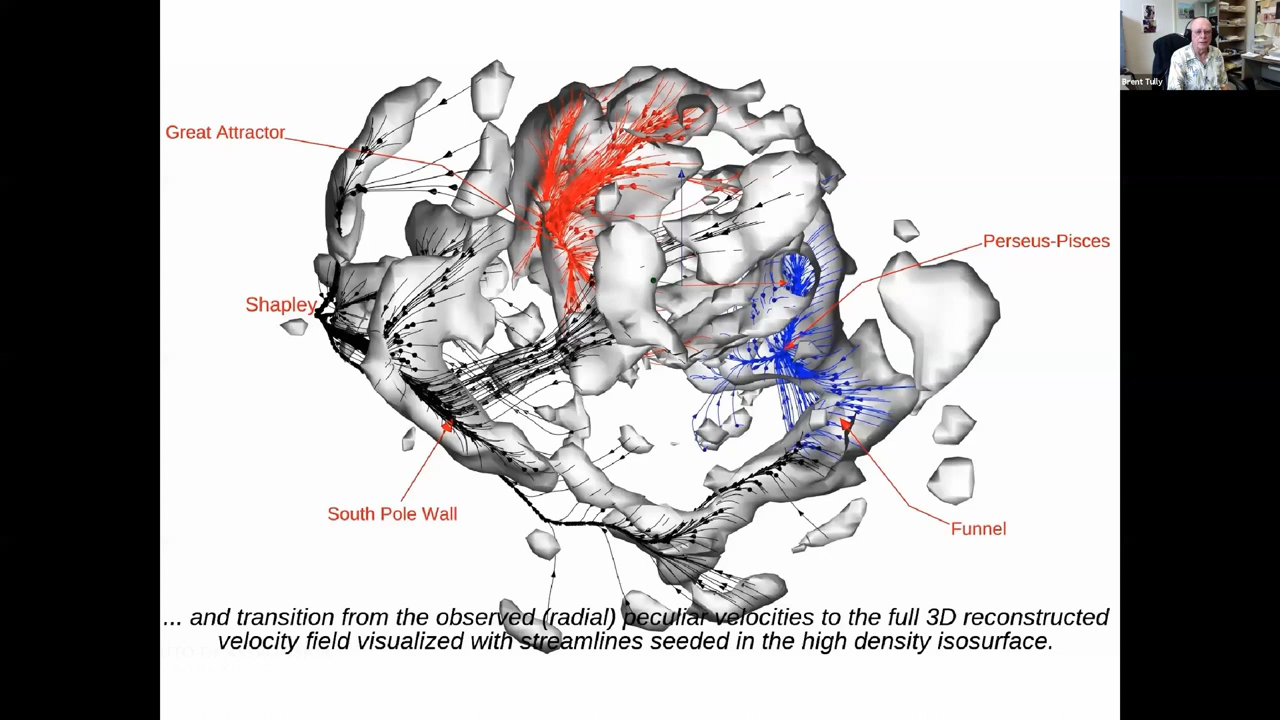 Brent Tully
Great Attractor
Perseus-Pisces
Shapley
South Pole Wall
Funnel
... and transition from the observed (radial) peculiar velocities to the full 3D reconstructed
velocity field visualized with streamlines seeded in the high density isosurface.